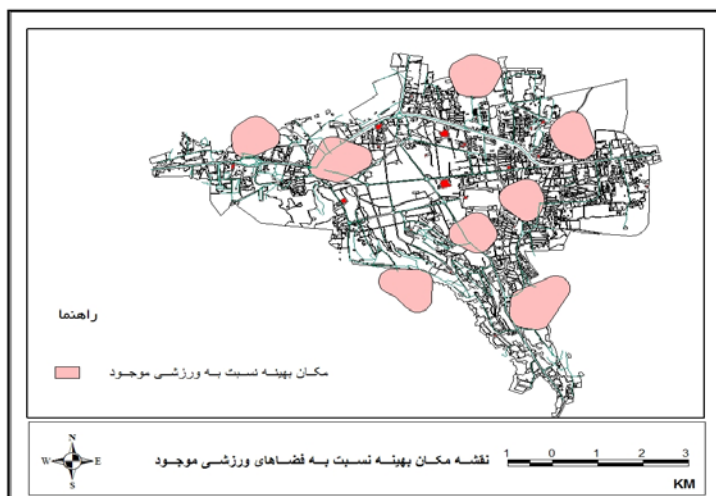 راهنما
مکان بهینه نسبت به ورزشی موجود
N
W E
S
نقشه مکان بهینه نسبت به فضاهای ورزشی موجود
1 0 1 2 3
KM